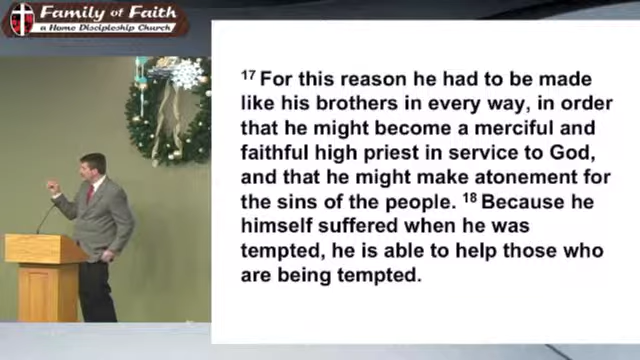 Family of Faith
a Home Discipleship Church
17 For this reason he had to be made
like his brothers in every way, in order
that he might become a merciful and
faithful high priest in service to God,
and that he might make atonement for
the sins of the people. 18 Because he
himself suffered when he was
tempted, he is able to help those who
are being tempted.